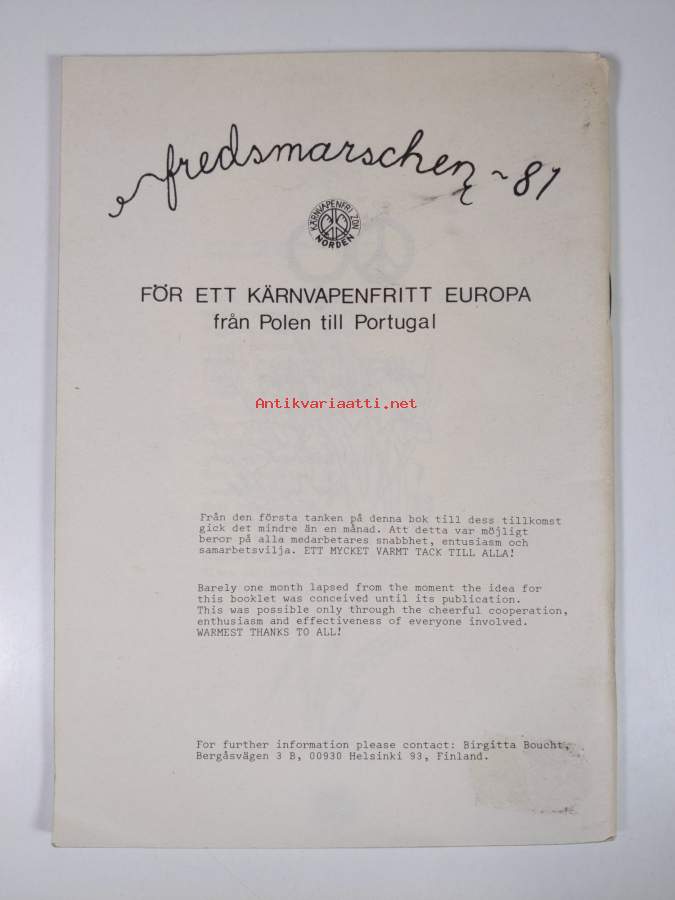 fredsmarschen ~ 81
KÄRNVAPENFRI ZON
NORDEN
FÖR ETT KÄRNVAPENFRITT EUROPA
från Polen till Portugal
Antikvariaatti.net
Från den första tanken på denna bok till dess tillkomst
gick det mindre än en månad. Att detta var möjligt
beror på alla medarbetares snabbhet, entusiasm och
samarbetsvilja. ETT MYCKET VARMT TACK TILL ALLA!
Barely one month lapsed from the moment the idea for
this booklet was conceived until its publication.
This was possible only through the cheerful cooperation,
enthusiasm and effectiveness of everyone involved.
WARMEST THANKS TO ALL!
For further information please contact: Birgitta Boucht,
Bergåsvägen 3 B, 00930 Helsinki 93, Finland.